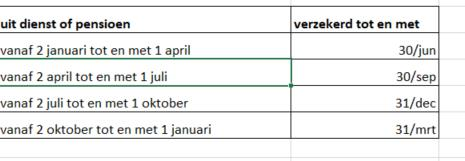 uit dienst of pensioen verzekerd tot en met
vanaf 2 januari tot en met 1 april 30/jun
vanaf 2 april tot en met 1 juli 30/sep
vanaf 2 juli tot en met 1 oktober 31/dec
vanaf 2 oktober tot en met 1 januari 31/mrt